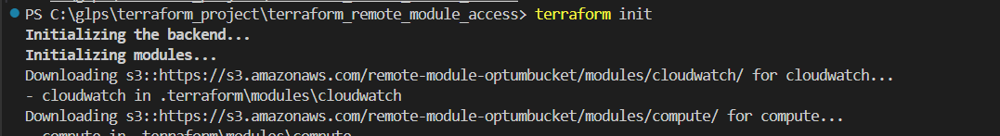 PS C:\glps\terraform_project\terraform_remote_module_access> terraform init
Initializing the backend...
Initializing modules...
Downloading s3::https://s3.amazonaws.com/remote-module-optumbucket/modules/cloudwatch/ for cloudwatch...
- cloudwatch in .terraform\modules\cloudwatch
Downloading s3::https://s3.amazonaws.com/remote-module-optumbucket/modules/compute/ for compute...
- compute in .terraform\modules\compute